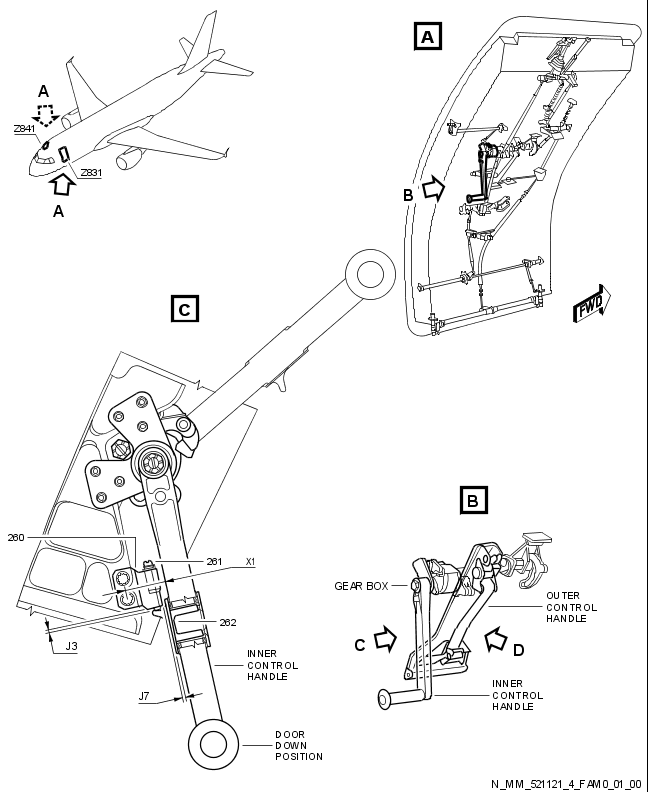 A
A
Z841
Z831
A
B
FWD
C
260
261
X1
262
J3
J7
INNER
CONTROL
HANDLE
DOOR
DOWN
POSITION
B
GEAR BOX
OUTER
CONTROL
HANDLE
C
D
INNER
CONTROL
HANDLE
N_MM_521121_4_FAM0_01_00